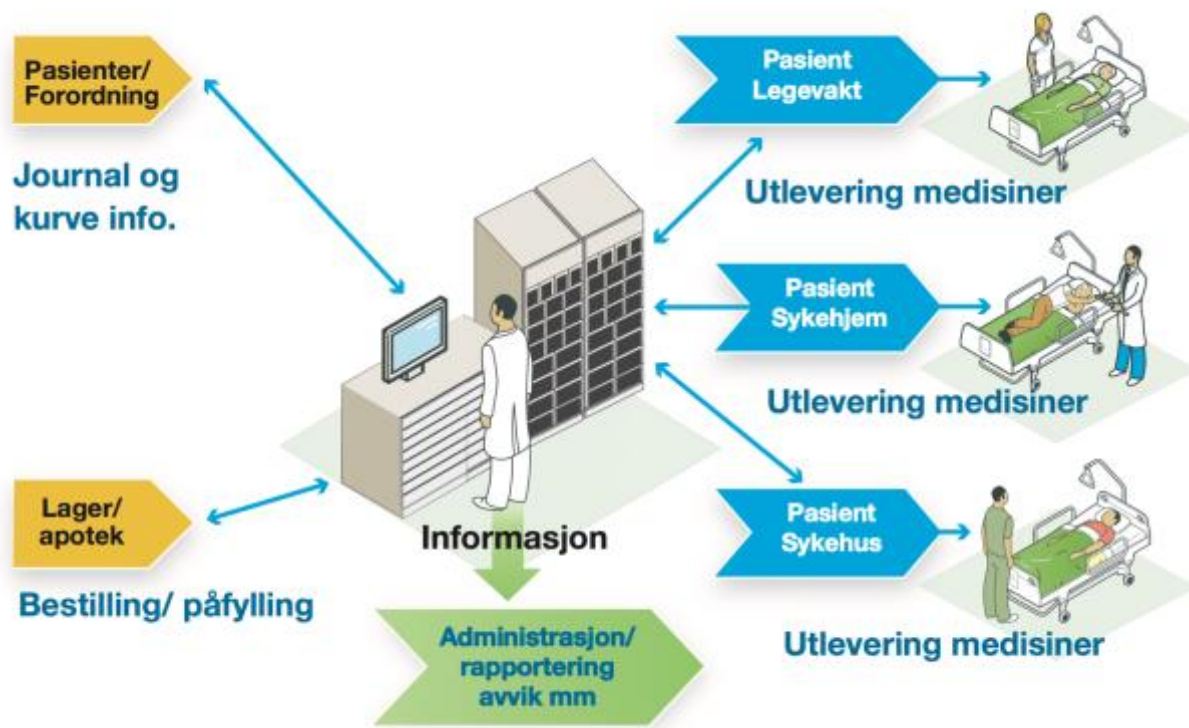 Pasienter/
Forordning
Journal og
kurve info.
Lager/
apotek
Bestilling/ påfylling
Informasjon
Administrasjon/
rapportering
avvik mm
Pasient
Legevakt
Utlevering medisiner
Pasient
Sykehjem
Utlevering medisiner
Pasient
Sykehus
Utlevering medisiner